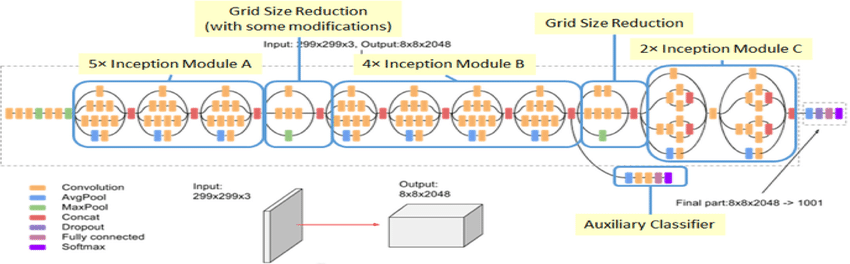 Grid Size Reduction
(with some modifications)
Grid Size Reduction
Input: 299x299x3, Output:8x8x2048
5× Inception Module A
4× Inception Module B
2× Inception Module C
Convolution
AvgPool
MaxPool
Concat
Dropout
Fully connected
Softmax
Input:
299x299x3
Output:
8x8x2048
Auxiliary Classifier
Final part:8x8x2048 -> 1001